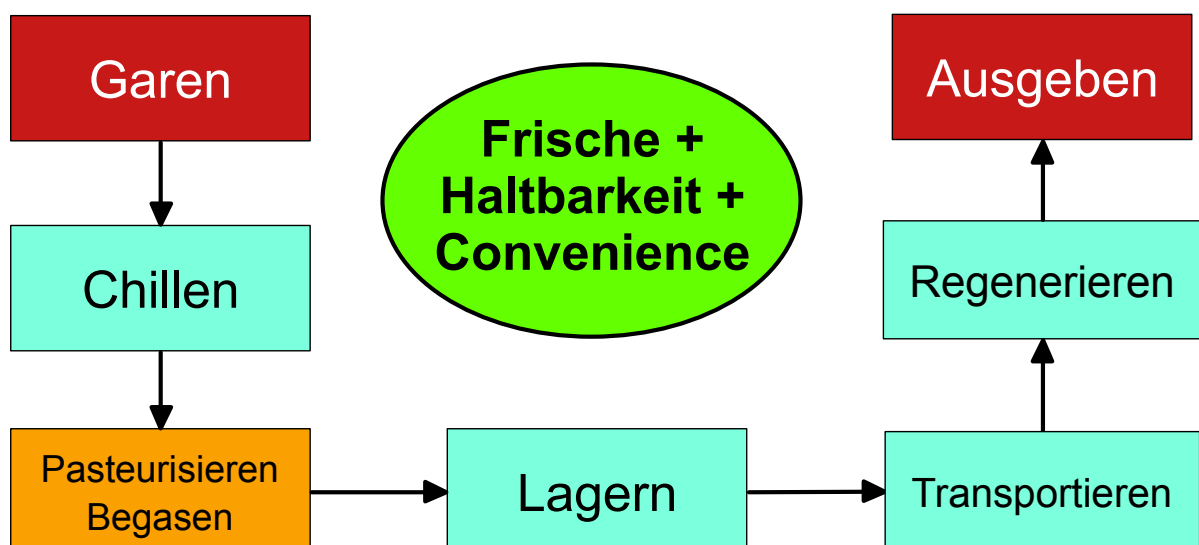 Garen
Chillen
Pasteurisieren
Begasen
Lagern
Transportieren
Regenerieren
Ausgeben
Frische +
Haltbarkeit +
Convenience